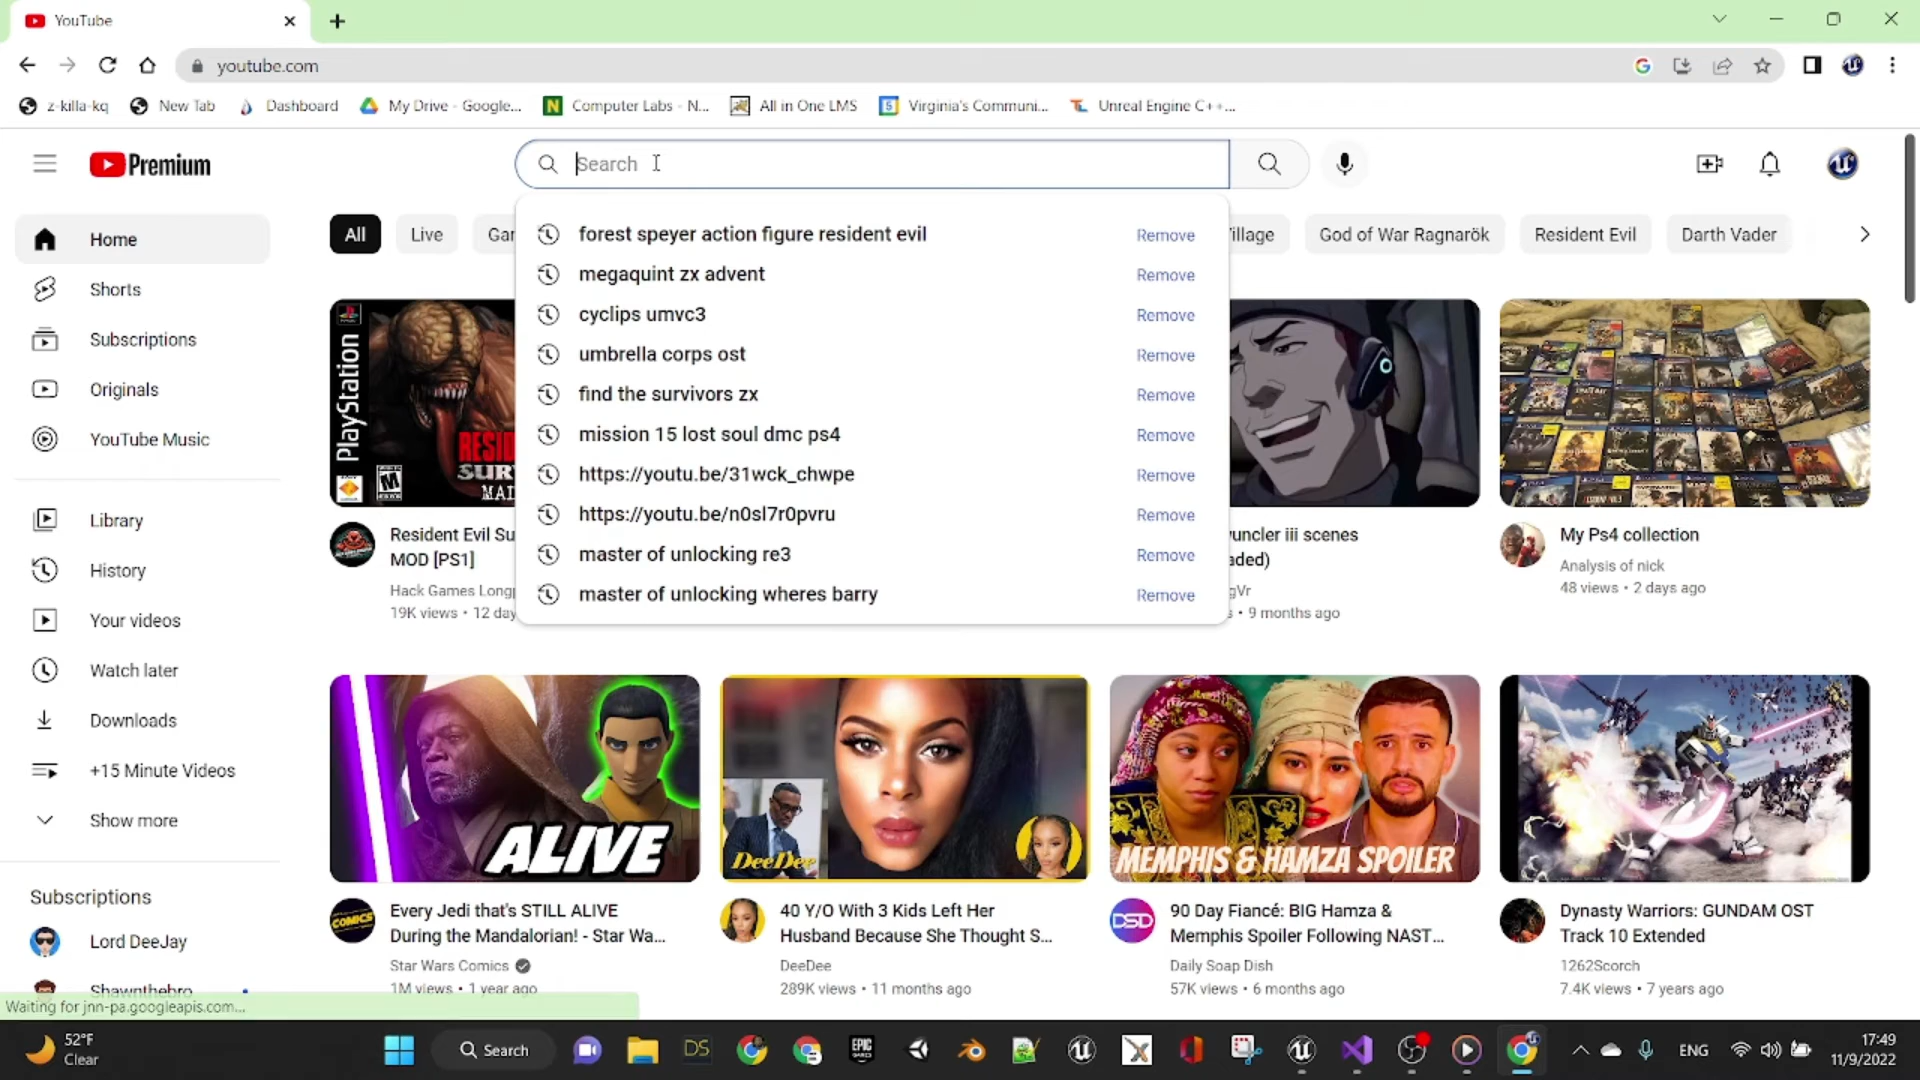 YouTube
youtube.com
z-killa-kq
New Tab
Dashboard
My Drive - Google...
Computer Labs - N...
All in One LMS
Virginia's Communi...
Unreal Engine C++...
Premium
Search
forest speyer action figure resident evil Remove
megaquint zx advent Remove
cyclips umvc3 Remove
umbrella corps ost Remove
find the survivors zx Remove
mission 15 lost soul dmc ps4 Remove
https://youtu.be/31wck_chwpe Remove
https://youtu.be/n0sl7r0pvru Remove
master of unlocking re3 Remove
master of unlocking wheres barry Remove
All
Live
Gar
illage
God of War Ragnarök
Resident Evil
Darth Vader
Home
Shorts
Subscriptions
Originals
YouTube Music
Library
History
Your videos
Watch later
Downloads
+15 Minute Videos
Show more
Subscriptions
Lord DeeJay
Shawnthebro
PlayStation
RESID
SUR
MAI
M
Resident Evil Su
MOD [PS1]
Hack Games Long
19K views • 12 day
uncler iii scenes
aded)
gVr
• 9 months ago
My Ps4 collection
Analysis of nick
48 views • 2 days ago
ALIVE
COMICS
Every Jedi that's STILL ALIVE
During the Mandalorian! - Star Wa...
Star Wars Comics
1M views • 1 year ago
DeeDee
40 Y/O With 3 Kids Left Her
Husband Because She Thought S...
DeeDee
289K views • 11 months ago
MEMPHIS & HAMZA SPOILER
DSD
90 Day Fiancé: BIG Hamza &
Memphis Spoiler Following NAST...
Daily Soap Dish
57K views • 6 months ago
Dynasty Warriors: GUNDAM OST
Track 10 Extended
1262Scorch
7.4K views • 7 years ago
Waiting for jnn-pa.googleapis.com...
52°F
Clear
Search
DS
EPIC
GAMES
ENG
17:49
11/9/2022